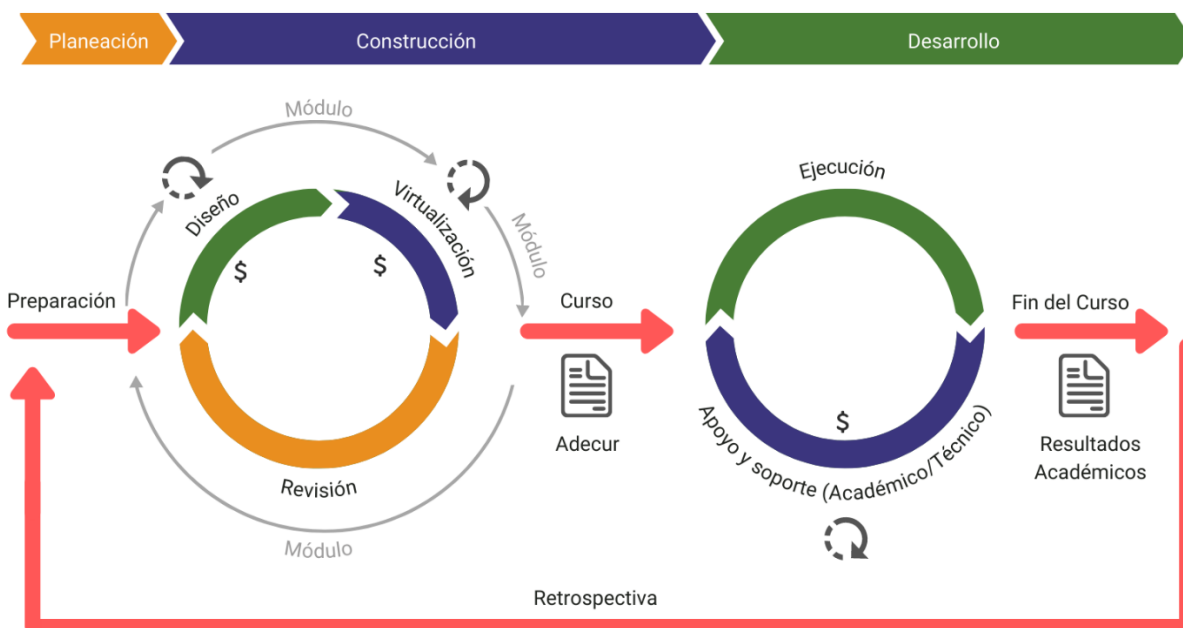 Planeación
Construcción
Desarrollo
Módulo
Diseño
Virtualización
Módulo
$
$
Preparación
Revisión
Módulo
Curso
Adecur
Ejecución
$
Apoyo y soporte (Académico/Técnico)
Fin del Curso
Resultados
Académicos
Retrospectiva